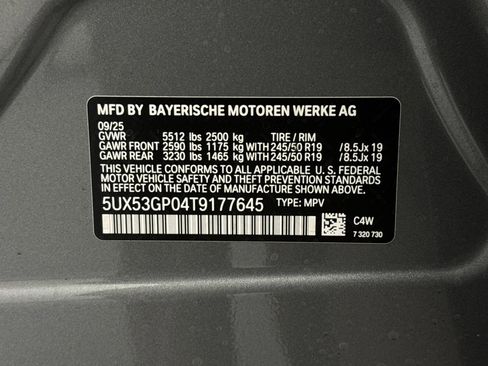 MFD BY BAYERISCHE MOTOREN WERKE AG
09/25
GVWR 5512 lbs 2500 kg TIRE / RIM
GAWR FRONT 2590 lbs 1175 kg WITH 245/50 R19 / 8.5Jx 19
GAWR REAR 3230 lbs 1465 kg WITH 245/50 R19 / 8.5Jx 19
THIS VEHICLE CONFORMS TO ALL APPLICABLE U. S. FEDERAL
MOTOR VEHICLE SAFETY, BUMPER, AND THEFT PREVENTION
STANDARDS IN EFFECT ON THE DATE OF MANUFACTURE SHOWN ABOVE.
5UX53GP04T9177645 TYPE: MPV
C4W
7 320 730